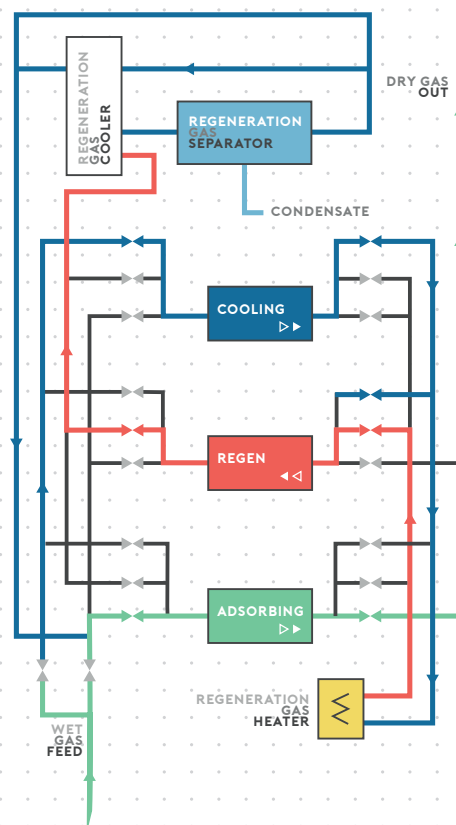 REGENERATION
GAS
COOLER
DRY GAS
OUT
REGENERATION
GAS
SEPARATOR
CONDENSATE
COOLING
REGEN
ADSORBING
REGENERATION
GAS
HEATER
WET
GAS
FEED